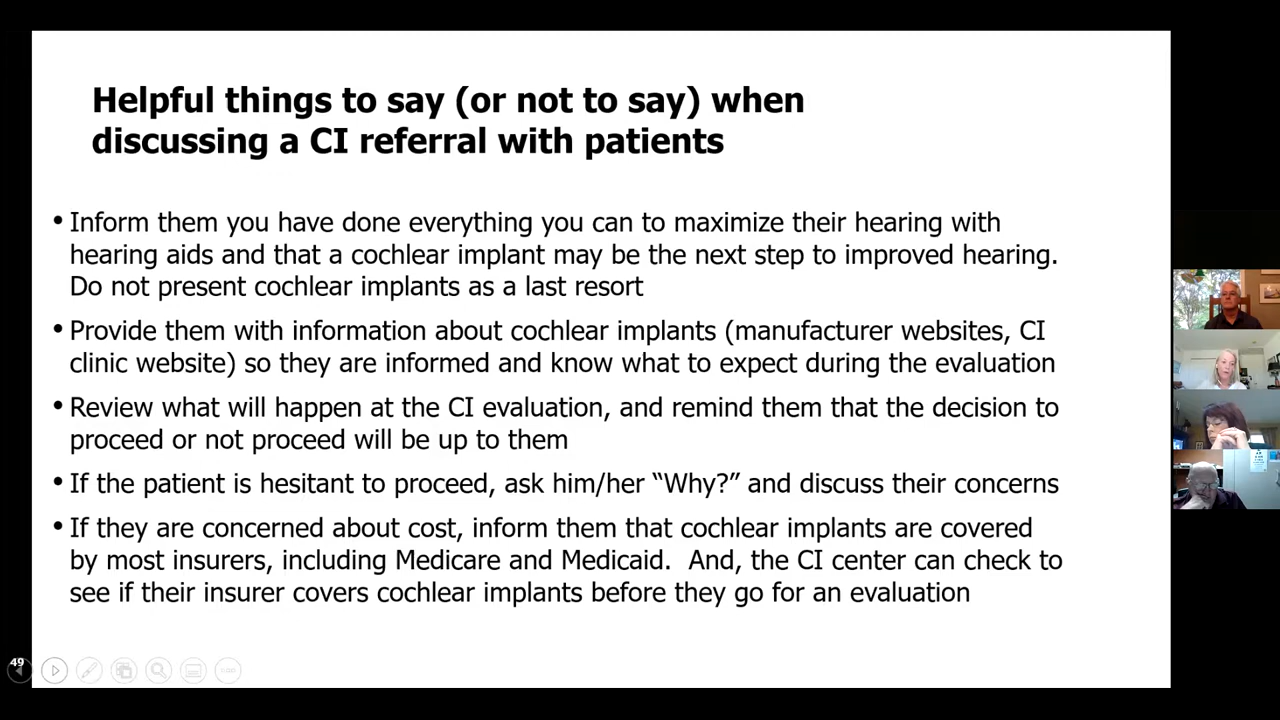 Helpful things to say (or not to say) when
discussing a CI referral with patients
• Inform them you have done everything you can to maximize their hearing with
hearing aids and that a cochlear implant may be the next step to improved hearing.
Do not present cochlear implants as a last resort
• Provide them with information about cochlear implants (manufacturer websites, CI
clinic website) so they are informed and know what to expect during the evaluation
• Review what will happen at the CI evaluation, and remind them that the decision to
proceed or not proceed will be up to them
• If the patient is hesitant to proceed, ask him/her “Why?” and discuss their concerns
• If they are concerned about cost, inform them that cochlear implants are covered
by most insurers, including Medicare and Medicaid.  And, the CI center can check to
see if their insurer covers cochlear implants before they go for an evaluation
49